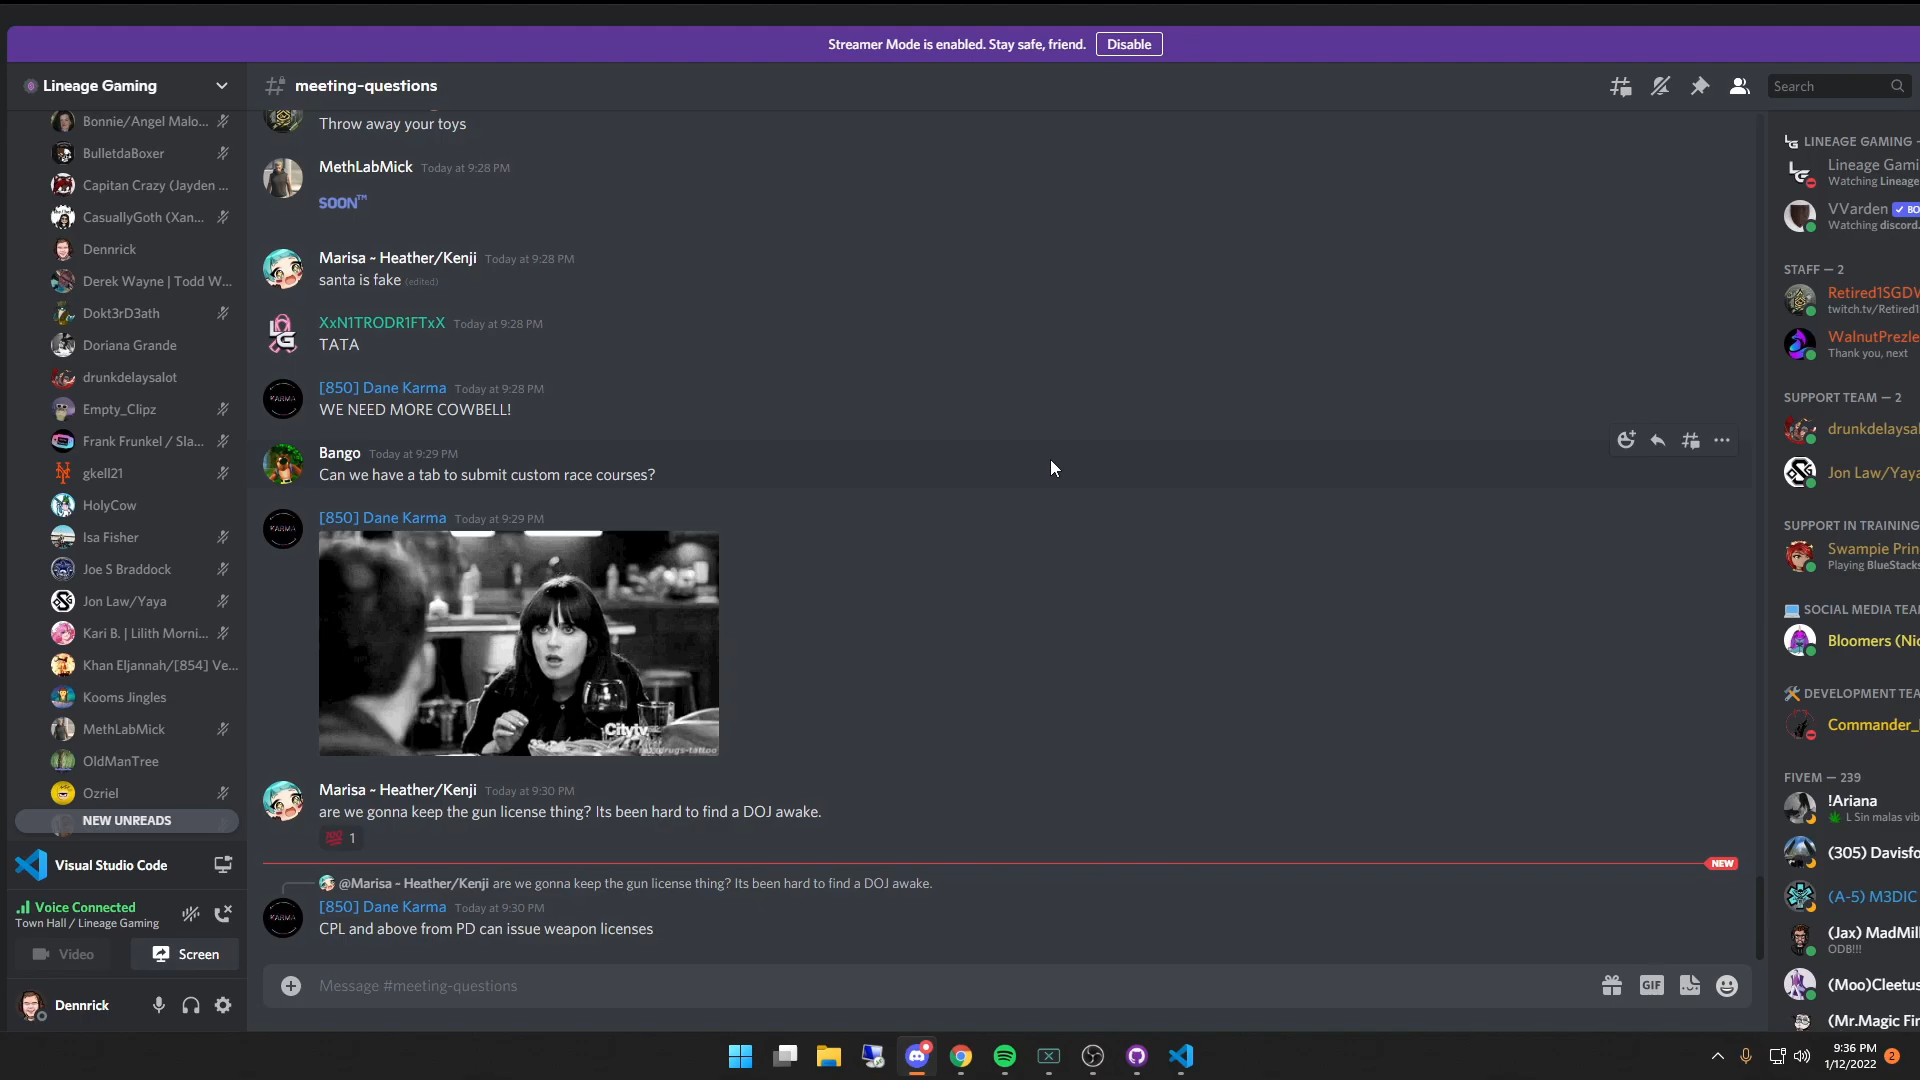 Streamer Mode is enabled. Stay safe, friend. Disable
Lineage Gaming
meeting-questions
Search
Bonnie/Angel Malo...
BulletdaBoxer
Capitan Crazy (Jayden ...
CasuallyGoth (Xan...
Dennrick
Derek Wayne | Todd W...
Dokt3rD3ath
Doriana Grande
drunkdelaysalot
Empty_Clipz
Frank Frunkel / Sla...
gkell21
HolyCow
Isa Fisher
Joe S Braddock
Jon Law/Yaya
Kari B. | Lilith Morni...
Khan Eljannah/[854] Ve...
Kooms Jingles
MethLabMick
OldManTree
Ozriel
NEW UNREADS
Visual Studio Code
Voice Connected
Town Hall / Lineage Gaming
Video
Screen
Dennrick
Throw away your toys
MethLabMick Today at 9:28 PM
SOON™
Marisa ~ Heather/Kenji Today at 9:28 PM
santa is fake (edited)
XxN1TRODR1FTxX Today at 9:28 PM
TATA
[850] Dane Karma Today at 9:28 PM
WE NEED MORE COWBELL!
Bango Today at 9:29 PM
Can we have a tab to submit custom race courses?
[850] Dane Karma Today at 9:29 PM
Citytv
Marisa ~ Heather/Kenji Today at 9:30 PM
are we gonna keep the gun license thing? Its been hard to find a DOJ awake.
1
NEW
@Marisa ~ Heather/Kenji are we gonna keep the gun license thing? Its been hard to find a DOJ awake.
[850] Dane Karma Today at 9:30 PM
CPL and above from PD can issue weapon licenses
Message #meeting-questions
GIF
LINEAGE GAMING -
Lineage Gami
Watching Lineage
VVarden BO
Watching discord.
STAFF — 2
Retired1SGDV
twitch.tv/Retired1
WalnutPrezle
Thank you, next
SUPPORT TEAM — 2
drunkdelaysal
Jon Law/Yaya
SUPPORT IN TRAINING
Swampie Prin
Playing BlueStacks
SOCIAL MEDIA TEA
Bloomers (Nic
DEVELOPMENT TEA
Commander_
FIVEM — 239
!Ariana
L Sin malas vib
(305) Davisfo
(A-5) M3DIC
(Jax) MadMill
ODB!!!
(Moo)Cleetus
(Mr.Magic Fin
9:36 PM
1/12/2022
2